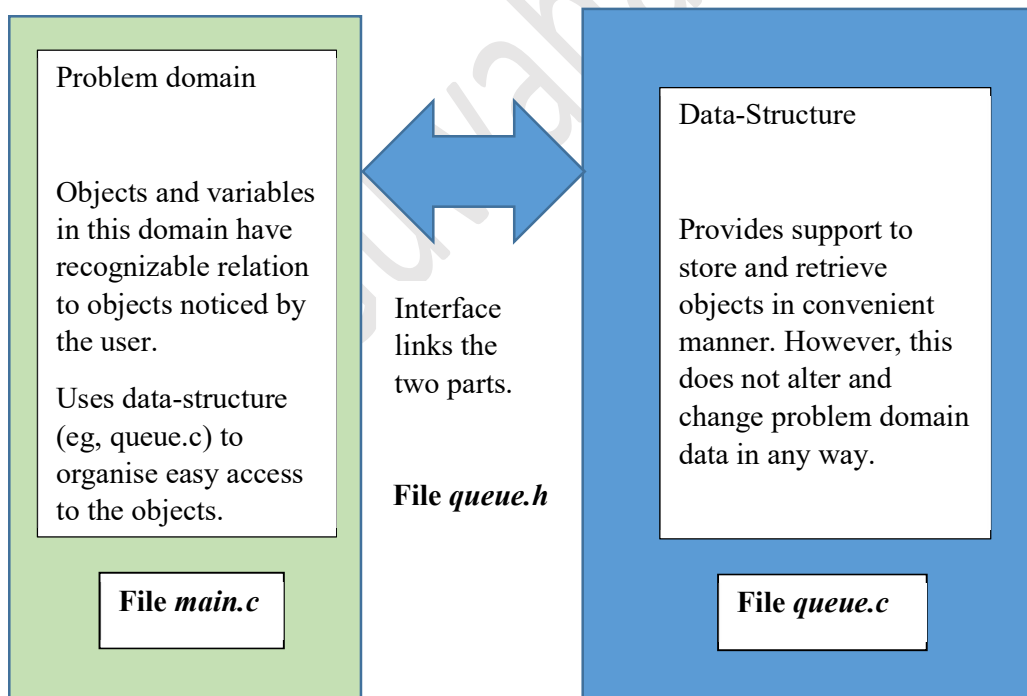 Problem domain
Objects and variables
in this domain have
recognizable relation
to objects noticed by
the user.
Uses data-structure
(eg, queue.c) to
organise easy access
to the objects.
File main.c
Interface
links the
two parts.
File queue.h
Data-Structure
Provides support to
store and retrieve
objects in convenient
manner. However, this
does not alter and
change problem domain
data in any way.
File queue.c